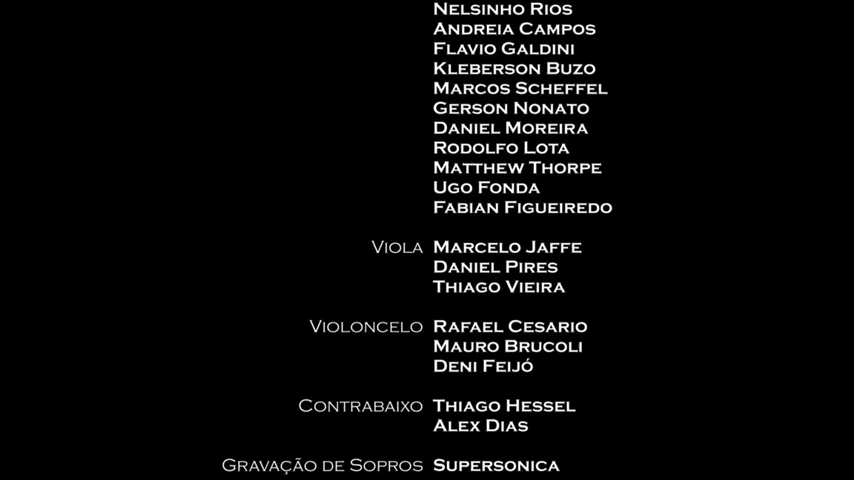 Nelsinho Rios
Andreia Campos
Flavio Galdini
Kleberson Buzo
Marcos Scheffel
Gerson Nonato
Daniel Moreira
Rodolfo Lota
Matthew Thorpe
Ugo Fonda
Fabian Figueiredo
Viola Marcelo Jaffe
Daniel Pires
Thiago Vieira
Violoncelo Rafael Cesario
Mauro Brucoli
Deni Feijó
Contrabaixo Thiago Hessel
Alex Dias
Gravação de Sopros Supersonica